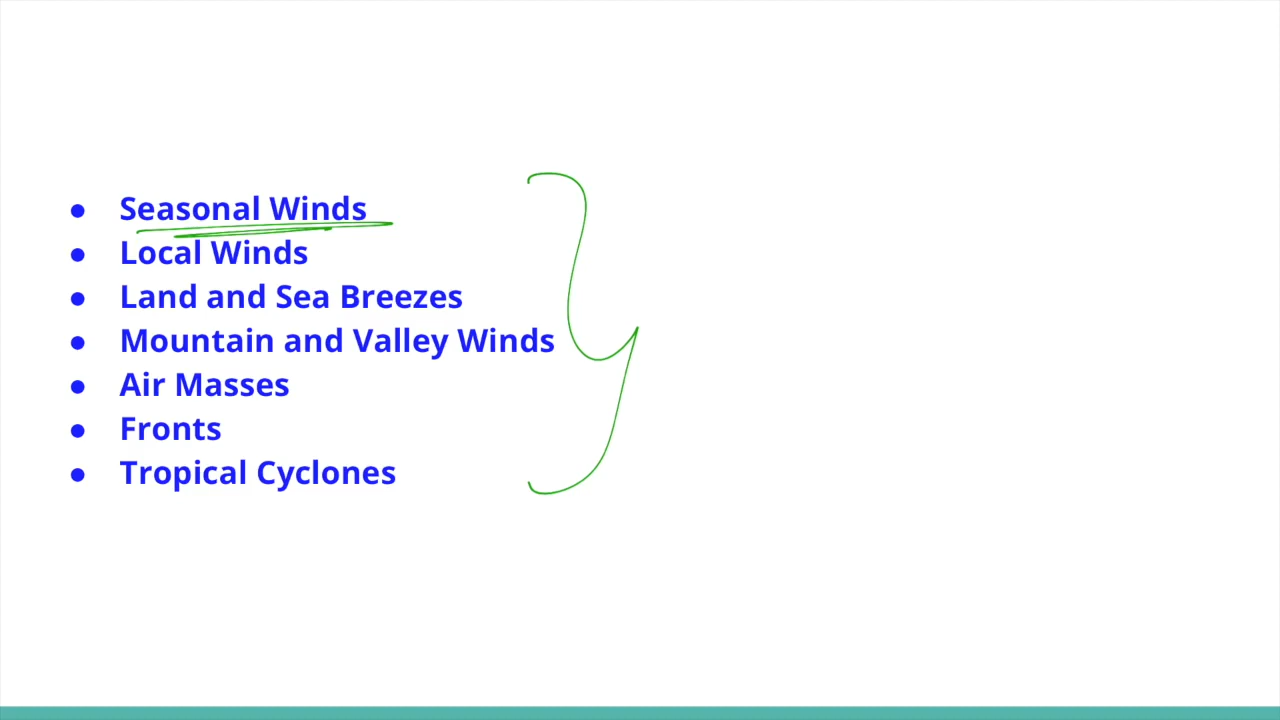 ● Seasonal Winds
● Local Winds
● Land and Sea Breezes
● Mountain and Valley Winds
● Air Masses
● Fronts
● Tropical Cyclones